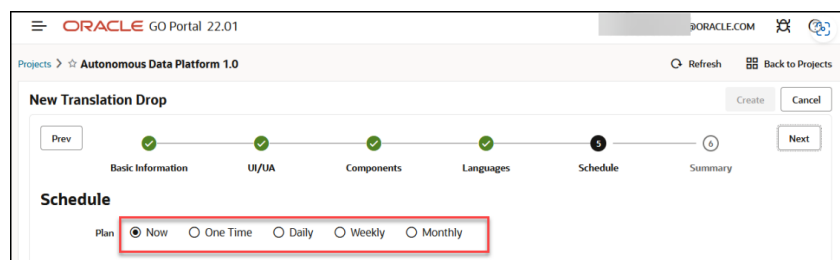 ORACLE GO Portal 22.01 @ORACLE.COM
Projects > Autonomous Data Platform 1.0 Refresh Back to Projects
New Translation Drop Create Cancel
Prev 5 6 Next
Basic Information UI/UA Components Languages Schedule Summary
Schedule
Plan Now One Time Daily Weekly Monthly